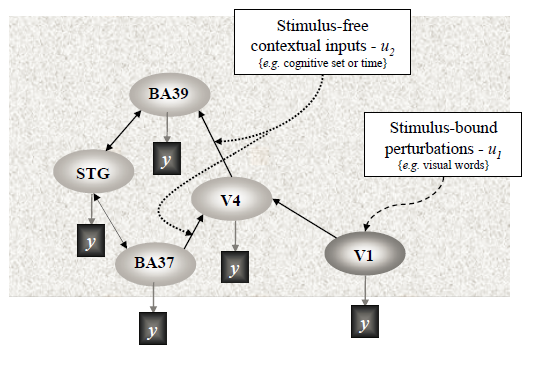 Stimulus-free
contextual inputs - u₂
{e.g. cognitive set or time}
BA39
Stimulus-bound
perturbations - u₁
{e.g. visual words}
y
STG
V4
y
BA37
V1
y
y
y